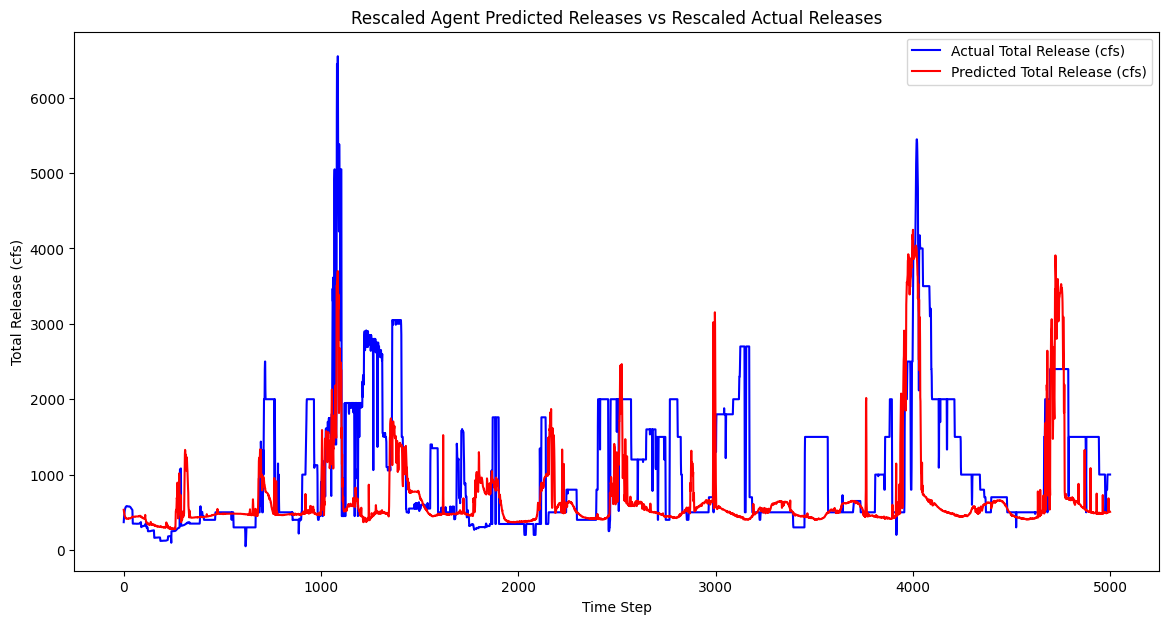 Rescaled Agent Predicted Releases vs Rescaled Actual Releases
Actual Total Release (cfs)
Predicted Total Release (cfs)
Total Release (cfs)
6000
5000
4000
3000
2000
1000
0
0 1000 2000 3000 4000 5000
Time Step